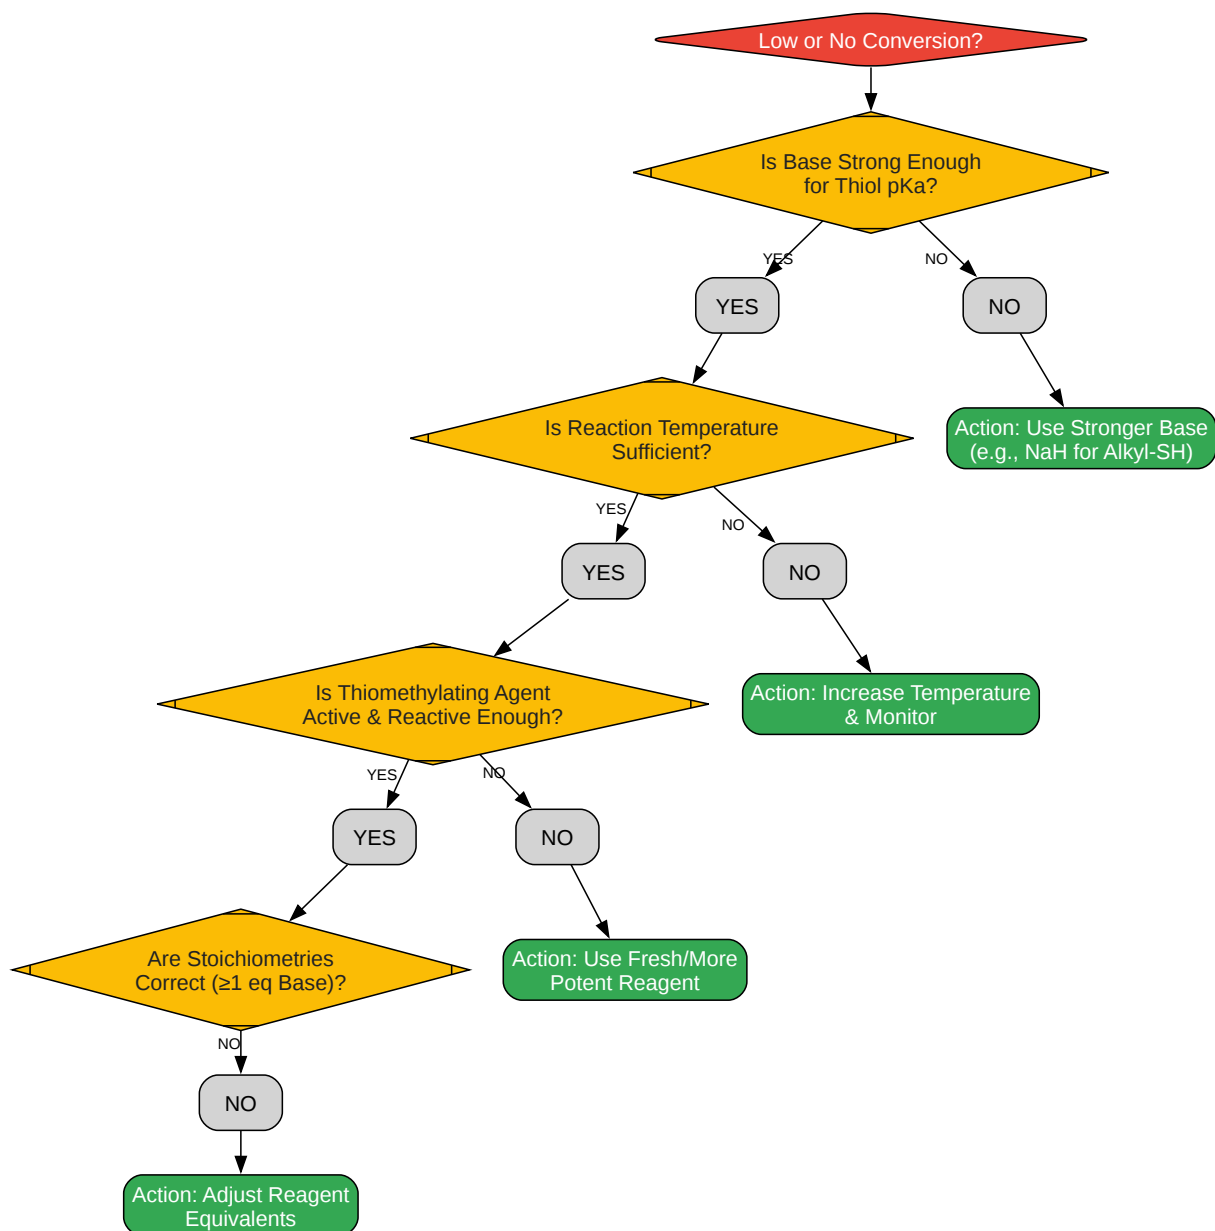 Low or No Conversion?
Is Base Strong Enough
for Thiol pKa?
YES
NO
YES
NO
Is Reaction Temperature
Sufficient?
Action: Use Stronger Base
(e.g., NaH for Alkyl-SH)
YES
NO
YES
NO
Is Thiomethylating Agent
Active & Reactive Enough?
Action: Increase Temperature
& Monitor
YES
NO
YES
NO
Are Stoichiometries
Correct (≥1 eq Base)?
Action: Use Fresh/More
Potent Reagent
NO
NO
Action: Adjust Reagent
Equivalents